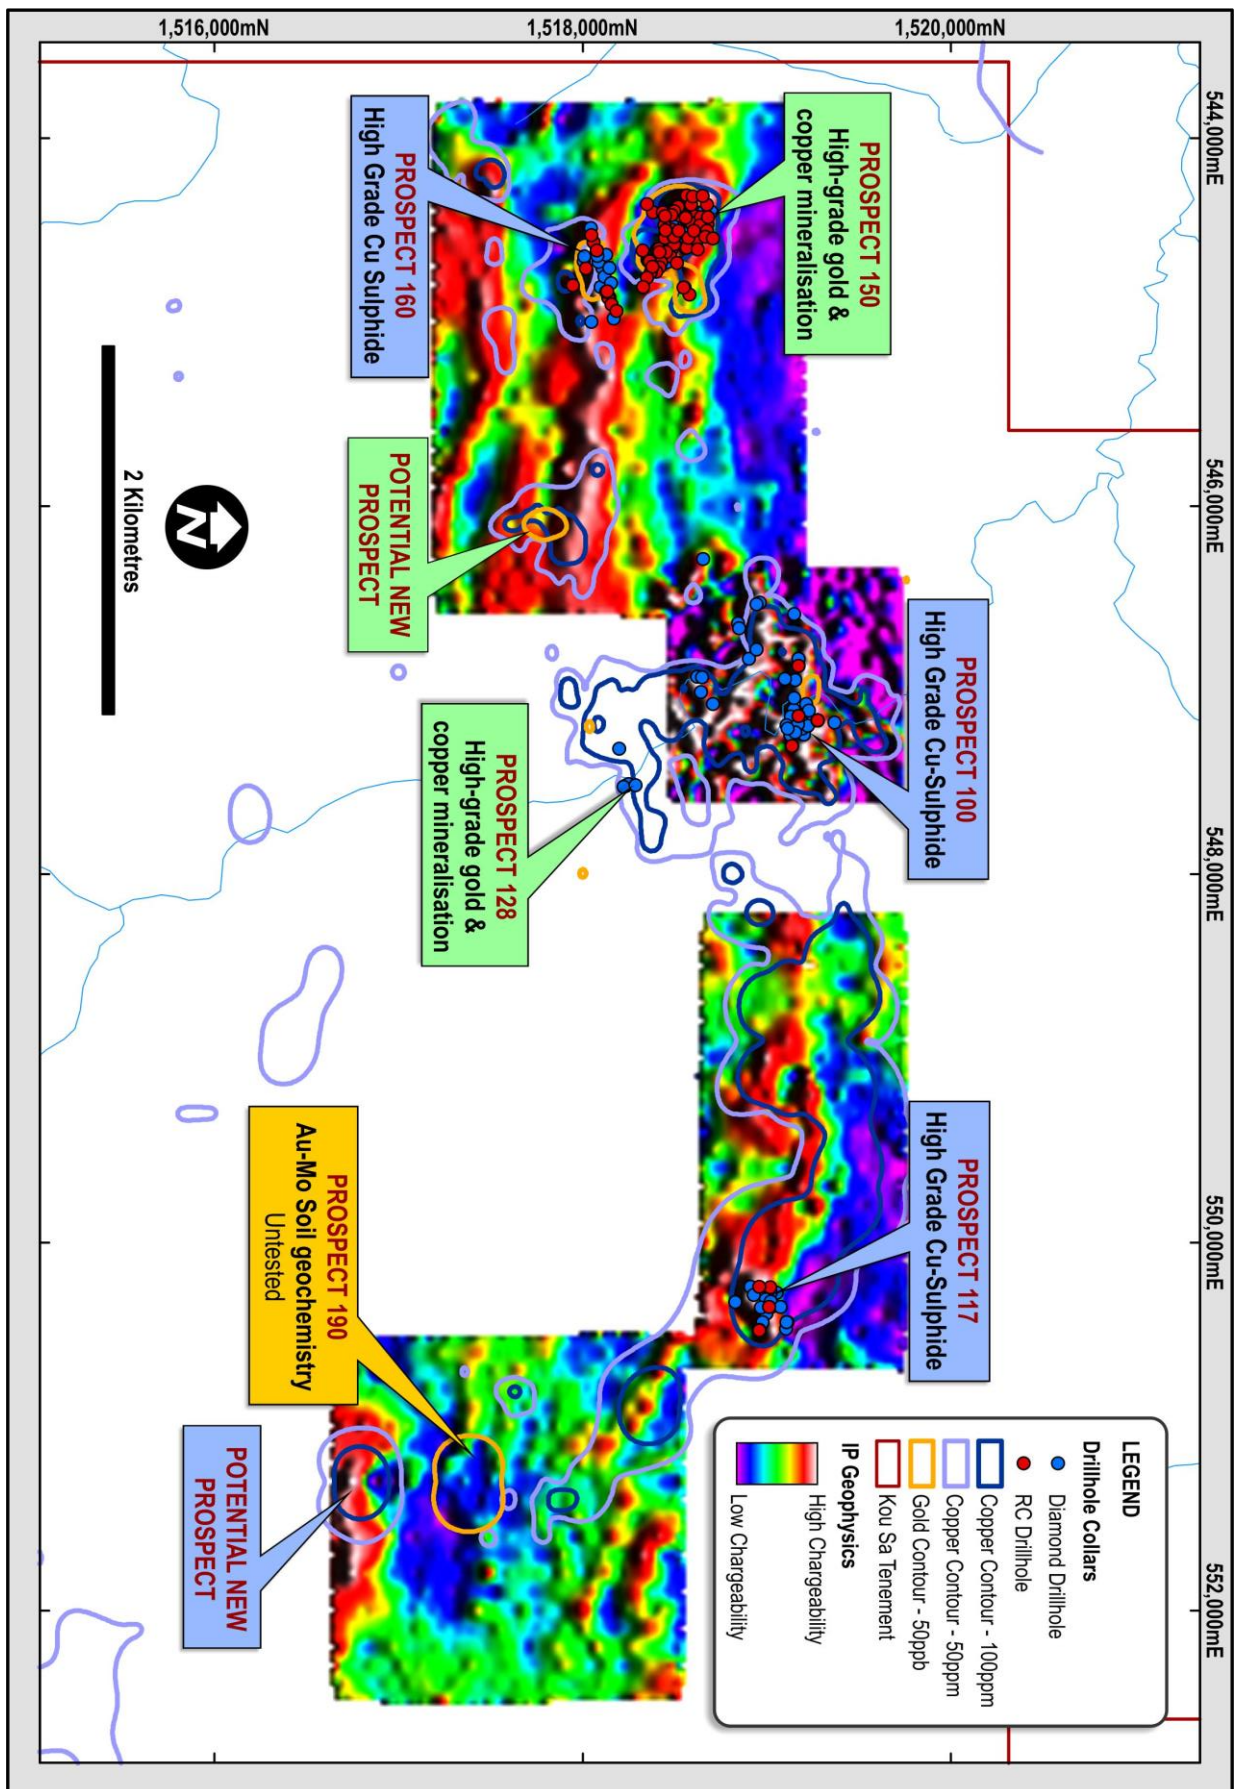 544,000mE
546,000mE
548,000mE
550,000mE
552,000mE
1,520,000mN
1,518,000mN
1,516,000mN
PROSPECT 150
High-grade gold &
copper mineralisation
PROSPECT 100
High Grade Cu-Sulphide
PROSPECT 117
High Grade Cu-Sulphide
LEGEND
Drillhole Collars
Diamond Drillhole
RC Drillhole
Copper Contour - 100ppm
Copper Contour - 50ppm
Gold Contour - 50ppb
Kou Sa Tenement
IP Geophysics
High Chargeability
Low Chargeability
PROSPECT 160
High Grade Cu Sulphide
POTENTIAL NEW
PROSPECT
PROSPECT 128
High-grade gold &
copper mineralisation
PROSPECT 190
Au-Mo Soil geochemistry
Untested
POTENTIAL NEW
PROSPECT
N
2 Kilometres